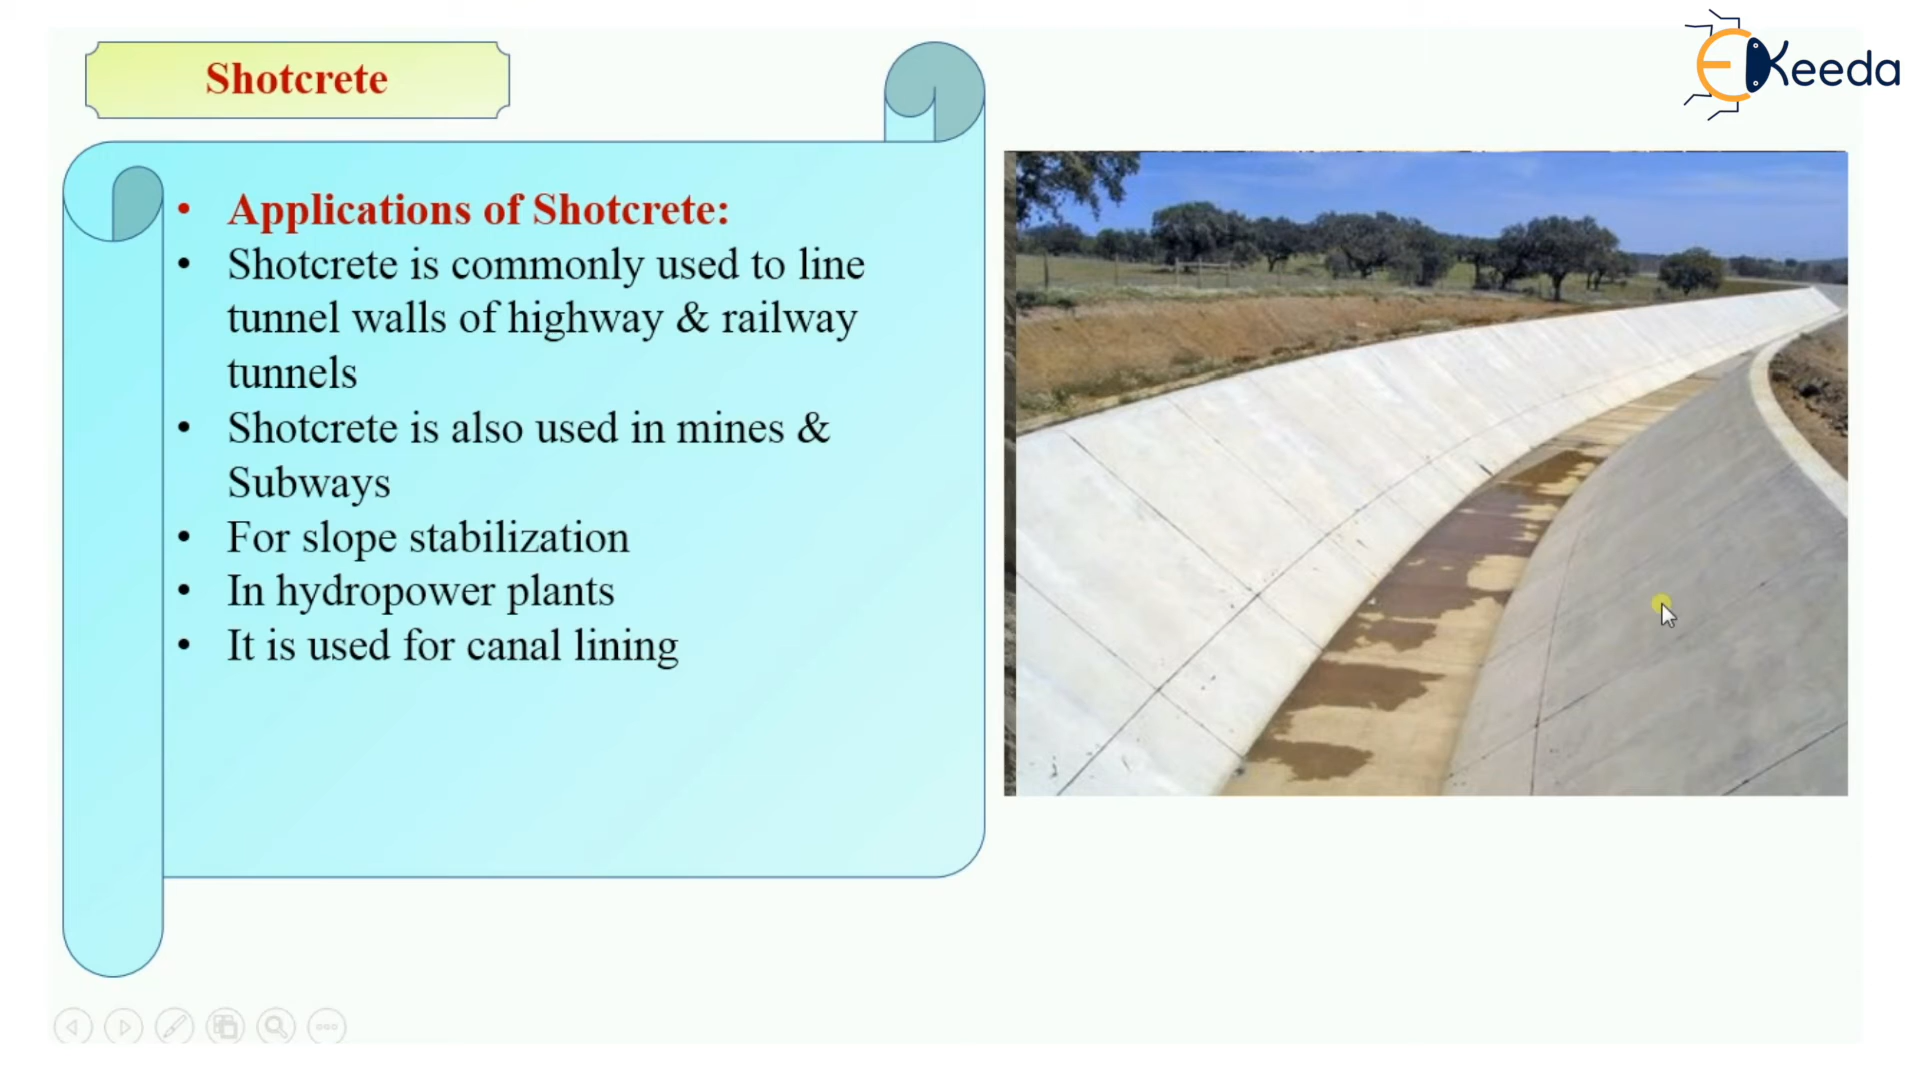 Shotcrete
EKeeda
• Applications of Shotcrete:
• Shotcrete is commonly used to line
tunnel walls of highway & railway
tunnels
• Shotcrete is also used in mines &
Subways
• For slope stabilization
• In hydropower plants
• It is used for canal lining